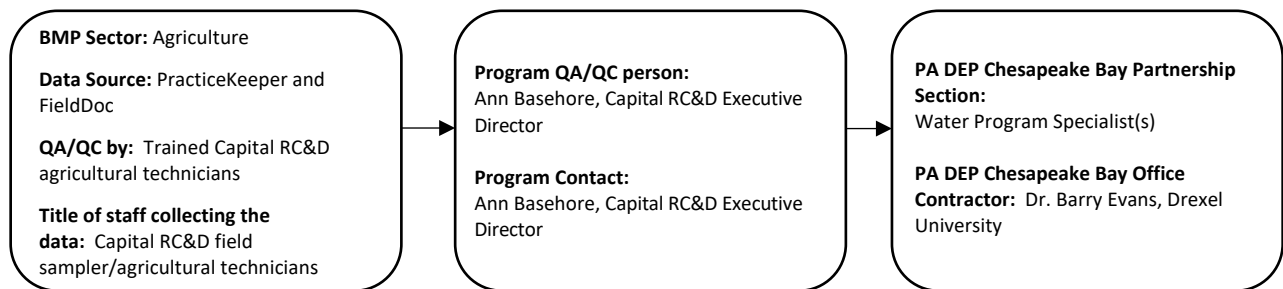 BMP Sector: Agriculture
Data Source: PracticeKeeper and
FieldDoc
QA/QC by: Trained Capital RC&D
agricultural technicians
Title of staff collecting the
data: Capital RC&D field
sampler/agricultural technicians
Program QA/QC person:
Ann Basehore, Capital RC&D Executive
Director
Program Contact:
Ann Basehore, Capital RC&D Executive
Director
PA DEP Chesapeake Bay Partnership
Section:
Water Program Specialist(s)
PA DEP Chesapeake Bay Office
Contractor: Dr. Barry Evans, Drexel
University